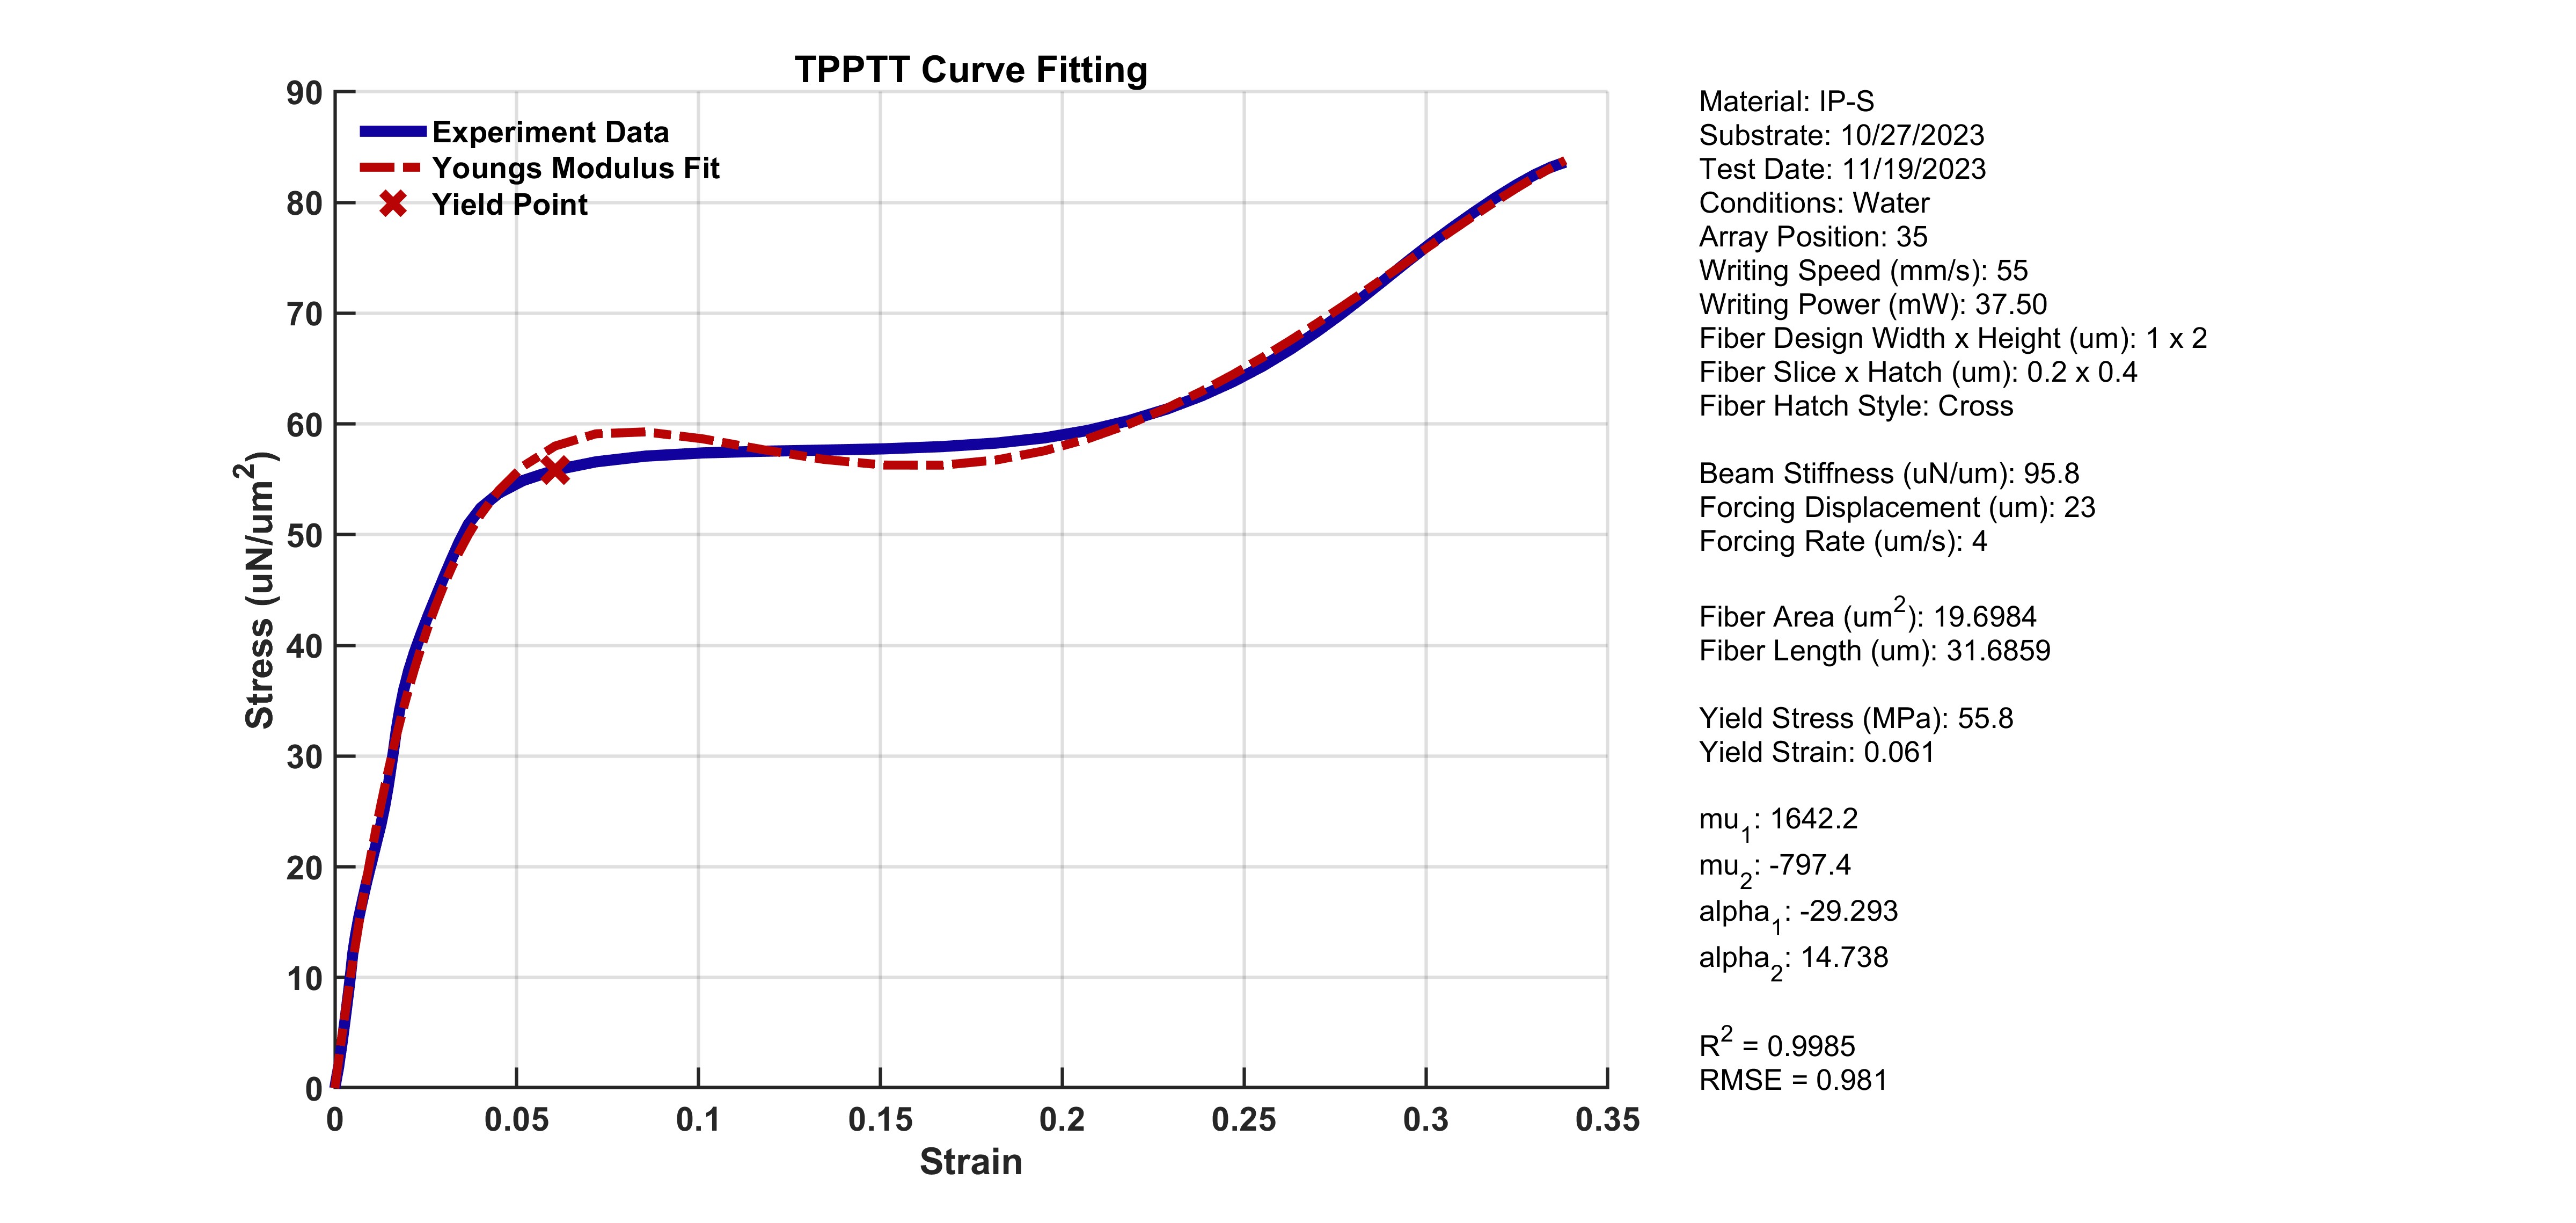 TPPTT Curve Fitting
90
80
70
60
50
40
30
20
10
0
Stress (uN/um²)
Experiment Data
Youngs Modulus Fit
Yield Point
0 0.05 0.1 0.15 0.2 0.25 0.3 0.35
Strain
Material: IP-S
Substrate: 10/27/2023
Test Date: 11/19/2023
Conditions: Water
Array Position: 35
Writing Speed (mm/s): 55
Writing Power (mW): 37.50
Fiber Design Width x Height (um): 1 x 2
Fiber Slice x Hatch (um): 0.2 x 0.4
Fiber Hatch Style: Cross
Beam Stiffness (uN/um): 95.8
Forcing Displacement (um): 23
Forcing Rate (um/s): 4
Fiber Area (um²): 19.6984
Fiber Length (um): 31.6859
Yield Stress (MPa): 55.8
Yield Strain: 0.061
mu₁: 1642.2
mu₂: -797.4
alpha₁: -29.293
alpha₂: 14.738
R² = 0.9985
RMSE = 0.981